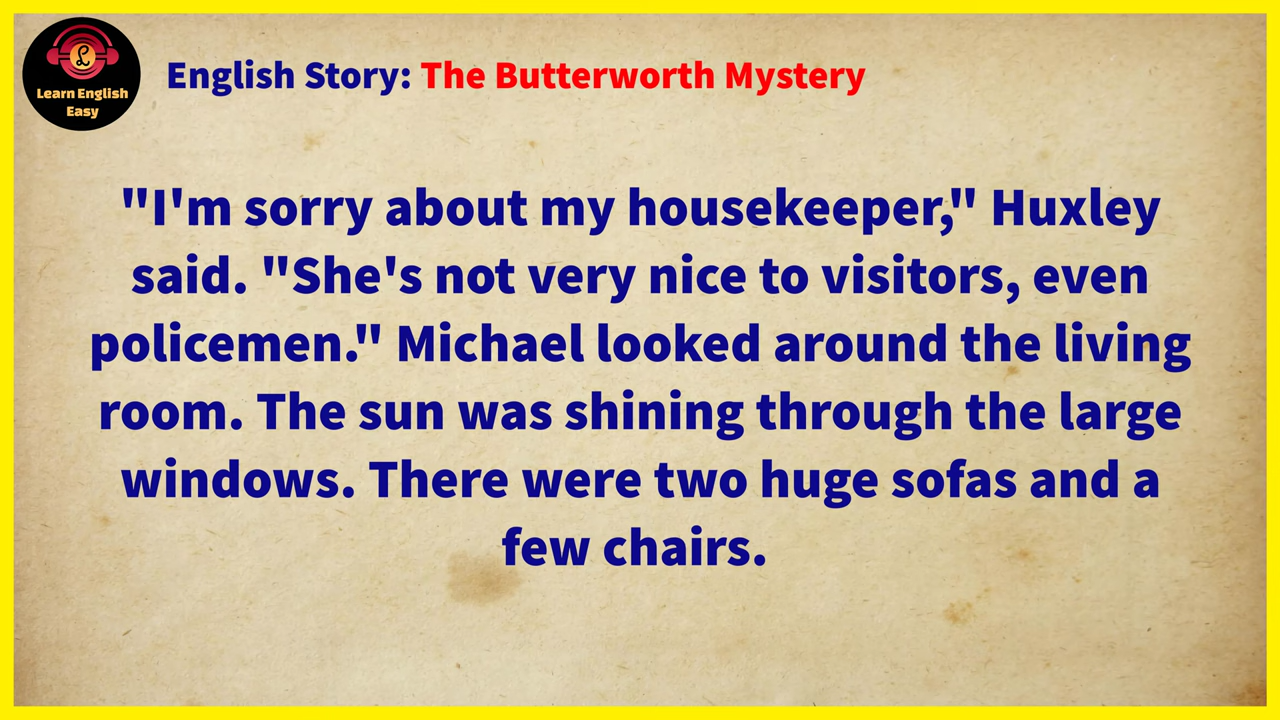 Learn English
Easy
English Story: The Butterworth Mystery
"I'm sorry about my housekeeper," Huxley
said. "She's not very nice to visitors, even
policemen." Michael looked around the living
room. The sun was shining through the large
windows. There were two huge sofas and a
few chairs.